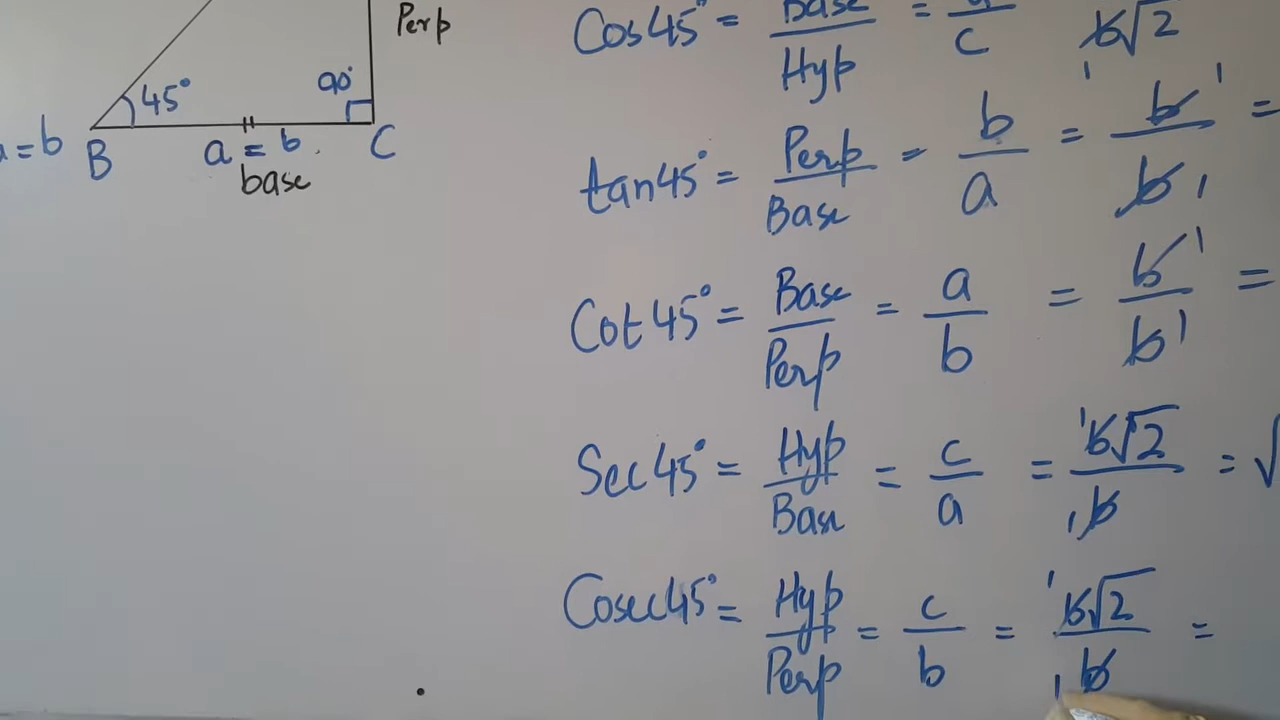 Perp
45°
90°
a = b
B
a = b
C
base
Cos45° = Base/Hyp = a/c b√2
tan45° = Perp/Base = b/a = b/b =
Cot45° = Base/Perp = a/b = b/b =
Sec45° = Hyp/Base = c/a = b√2/b = √
Cosec45° = Hyp/Perp = c/b = b√2/b =